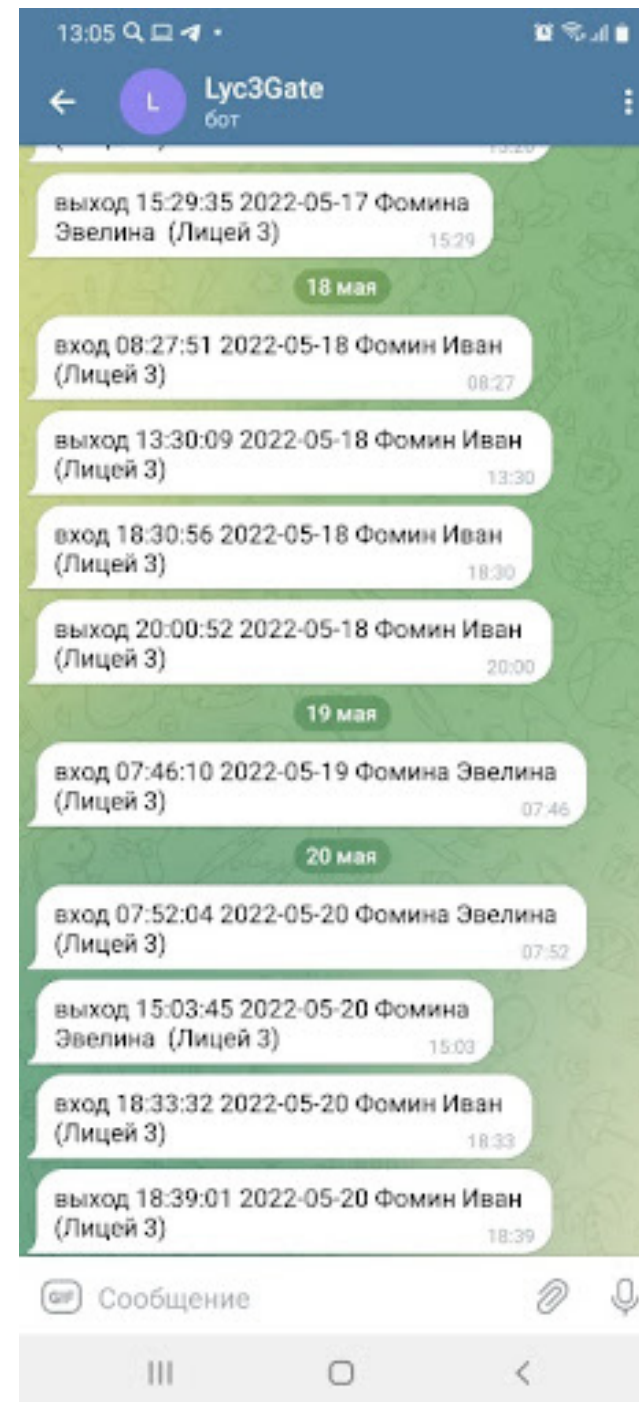 13:05
L
Lyc3Gate
бот
15:20
выход 15:29:35 2022-05-17 Фомина
Эвелина (Лицей 3)
15:29
18 мая
вход 08:27:51 2022-05-18 Фомин Иван
(Лицей 3)
08:27
выход 13:30:09 2022-05-18 Фомин Иван
(Лицей 3)
13:30
вход 18:30:56 2022-05-18 Фомин Иван
(Лицей 3)
18:30
выход 20:00:52 2022-05-18 Фомин Иван
(Лицей 3)
20:00
19 мая
вход 07:46:10 2022-05-19 Фомина Эвелина
(Лицей 3)
07:46
20 мая
вход 07:52:04 2022-05-20 Фомина Эвелина
(Лицей 3)
07:52
выход 15:03:45 2022-05-20 Фомина
Эвелина (Лицей 3)
15:03
вход 18:33:32 2022-05-20 Фомин Иван
(Лицей 3)
18:33
выход 18:39:01 2022-05-20 Фомин Иван
(Лицей 3)
18:39
GIF Сообщение